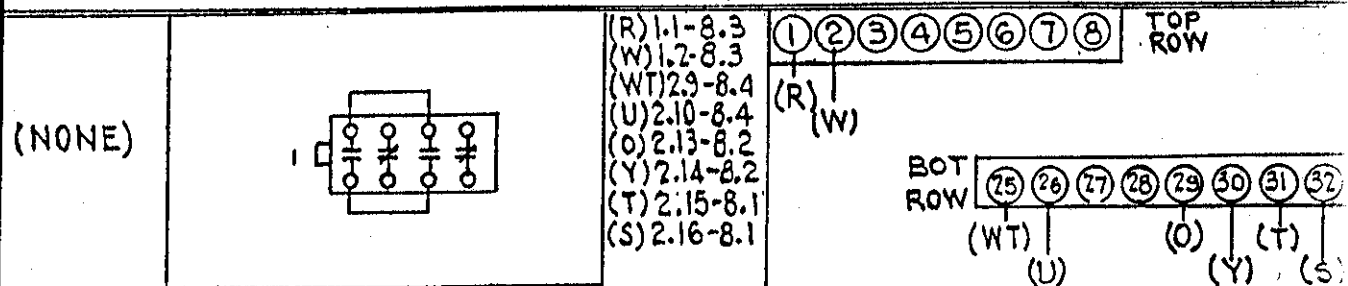 (NONE)
1
(R) 1.1-8.3
(W) 1.2-8.3
(WT) 2.9-8.4
(U) 2.10-8.4
(O) 2.13-8.2
(Y) 2.14-8.2
(T) 2.15-8.1
(S) 2.16-8.1
1 2 3 4 5 6 7 8 TOP ROW
(R)
(W)
BOT ROW 25 26 27 28 29 30 31 32
(WT) (O) (T)
(U) (Y) (S)